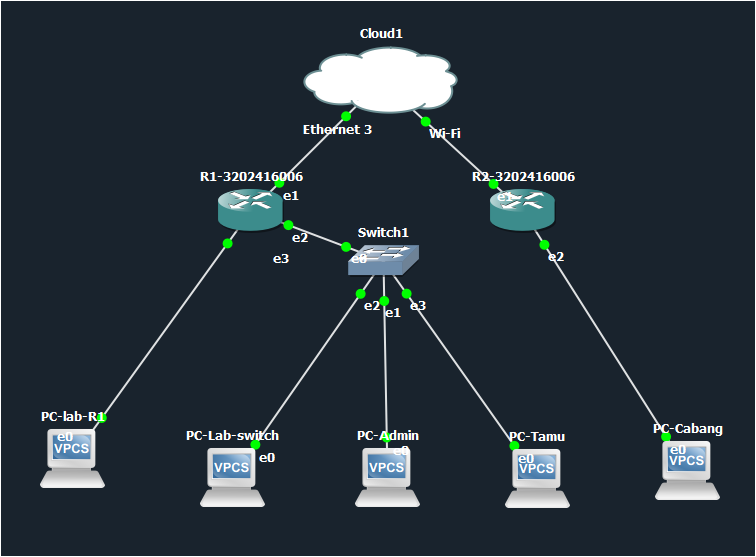 Cloud1
Ethernet 3
Wi-Fi
R1-3202416006
R2-3202416006
e1
e1
e2
Switch1
e3
e0
e2
e2
e1
e3
PC-lab-R1
PC-Lab-switch
PC-Admin
PC-Tamu
PC-Cabang
e0
e0
e0
e0
e0
VPCS
VPCS
VPCS
VPCS
VPCS